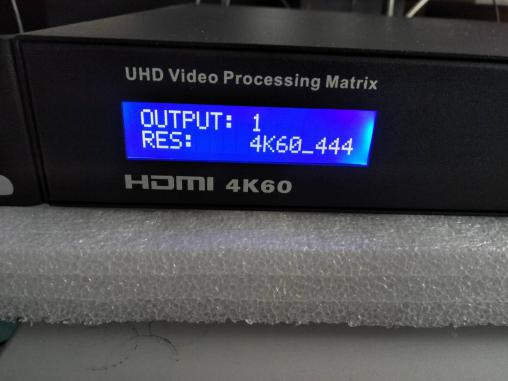 UHD Video Processing Matrix
OUTPUT: 1
RES: 4K60_444
HDMI 4K60